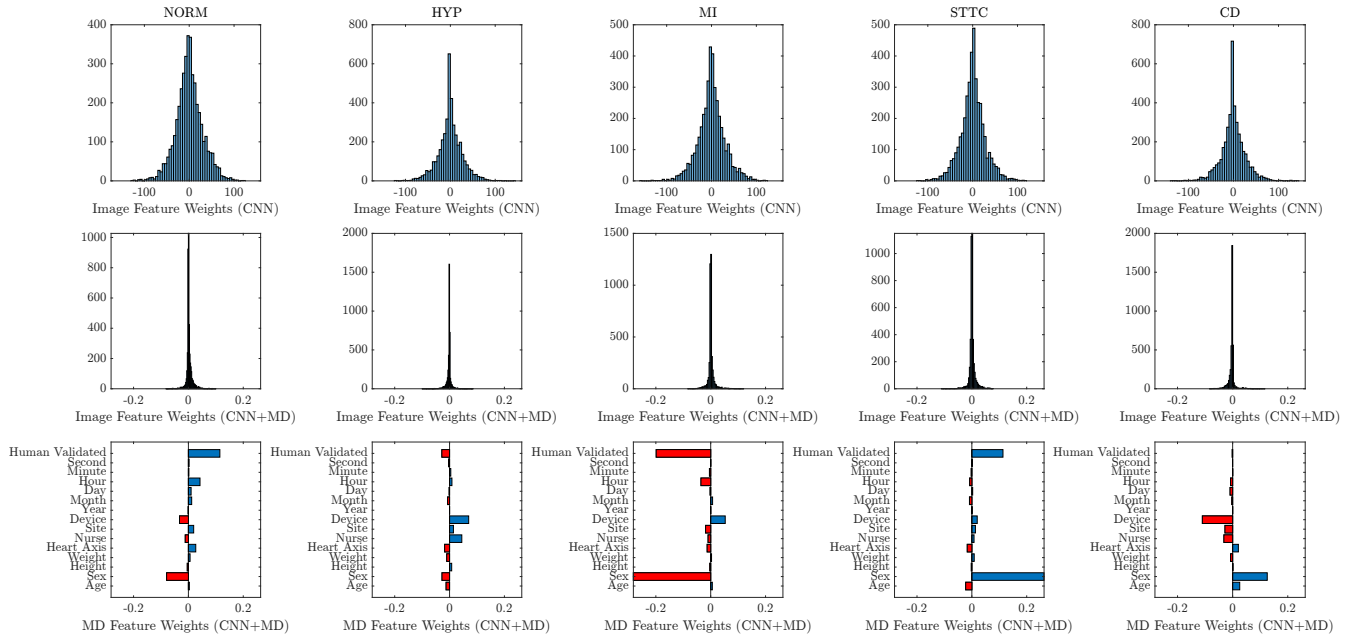 NORM HYP MI STTC CD
400 300 200 100 0
-100 0 100
Image Feature Weights (CNN)
800 600 400 200 0
-100 0 100
Image Feature Weights (CNN)
500 400 300 200 100 0
-100 0 100
Image Feature Weights (CNN)
500 400 300 200 100 0
-100 0 100
Image Feature Weights (CNN)
800 600 400 200 0
-100 0 100
Image Feature Weights (CNN)
1000 800 600 400 200 0
-0.2 0 0.2
Image Feature Weights (CNN+MD)
2000 1500 1000 500 0
-0.2 0 0.2
Image Feature Weights (CNN+MD)
1500 1000 500 0
-0.2 0 0.2
Image Feature Weights (CNN+MD)
1000 800 600 400 200 0
-0.2 0 0.2
Image Feature Weights (CNN+MD)
2000 1500 1000 500 0
-0.2 0 0.2
Image Feature Weights (CNN+MD)
Human Validated
Second
Minute
Hour
Day
Month
Year
Device
Site
Nurse
Heart Axis
Weight
Height
Sex
Age
-0.2 0 0.2
MD Feature Weights (CNN+MD)
Human Validated
Second
Minute
Hour
Day
Month
Year
Device
Site
Nurse
Heart Axis
Weight
Height
Sex
Age
-0.2 0 0.2
MD Feature Weights (CNN+MD)
Human Validated
Second
Minute
Hour
Day
Month
Year
Device
Site
Nurse
Heart Axis
Weight
Height
Sex
Age
-0.2 0 0.2
MD Feature Weights (CNN+MD)
Human Validated
Second
Minute
Hour
Day
Month
Year
Device
Site
Nurse
Heart Axis
Weight
Height
Sex
Age
-0.2 0 0.2
MD Feature Weights (CNN+MD)
Human Validated
Second
Minute
Hour
Day
Month
Year
Device
Site
Nurse
Heart Axis
Weight
Height
Sex
Age
-0.2 0 0.2
MD Feature Weights (CNN+MD)